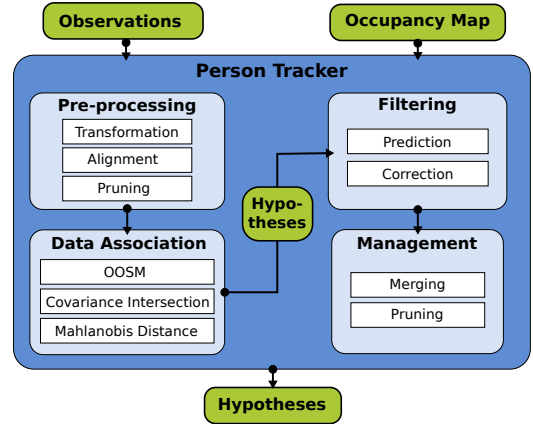 Observations
Occupancy Map
Person Tracker
Pre-processing
Transformation
Alignment
Pruning
Data Association
OOSM
Covariance Intersection
Mahlanobis Distance
Hypo-
theses
Filtering
Prediction
Correction
Management
Merging
Pruning
Hypotheses